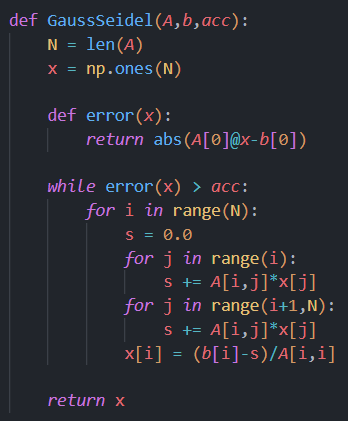 def GaussSeidel(A,b,acc):
    N = len(A)
    x = np.ones(N)

    def error(x):
        return abs(A[0]@x-b[0])

    while error(x) > acc:
        for i in range(N):
            s = 0.0
            for j in range(i):
                s += A[i,j]*x[j]
            for j in range(i+1,N):
                s += A[i,j]*x[j]
            x[i] = (b[i]-s)/A[i,i]

    return x